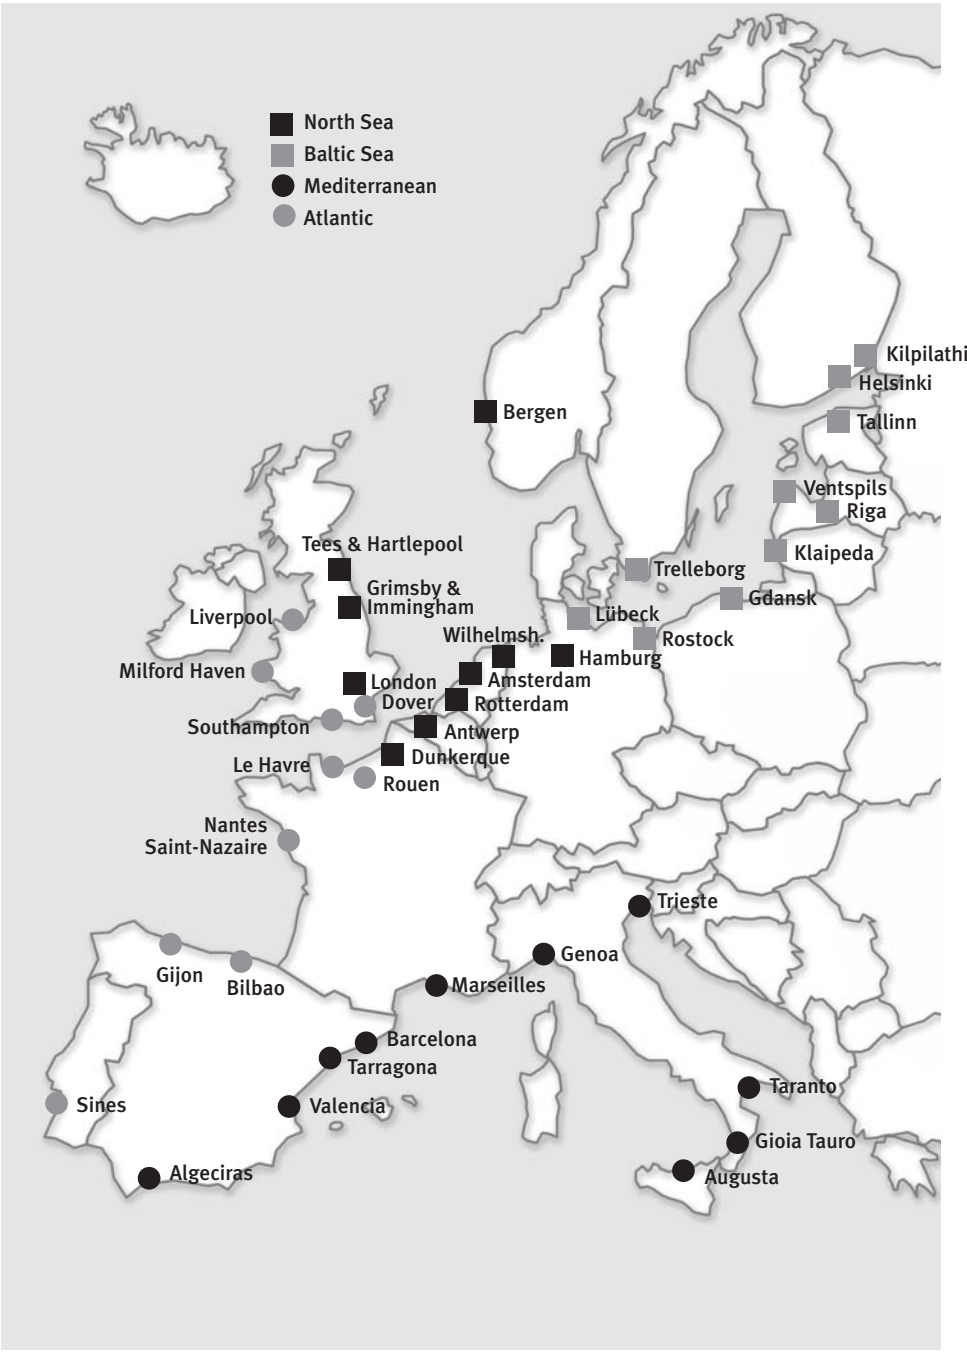 North Sea
Baltic Sea
Mediterranean
Atlantic
Kilpilathi
Helsinki
Bergen
Tallinn
Ventspils
Riga
Tees & Hartlepool
Klaipeda
Trelleborg
Grimsby &
Immingham
Gdansk
Liverpool
Lübeck
Wilhelmsh.
Rostock
Hamburg
Milford Haven
Amsterdam
London
Dover
Rotterdam
Southampton
Antwerp
Dunkerque
Le Havre
Rouen
Nantes
Saint-Nazaire
Trieste
Genoa
Gijon
Bilbao
Marseilles
Barcelona
Tarragona
Taranto
Sines
Valencia
Gioia Tauro
Algeciras
Augusta